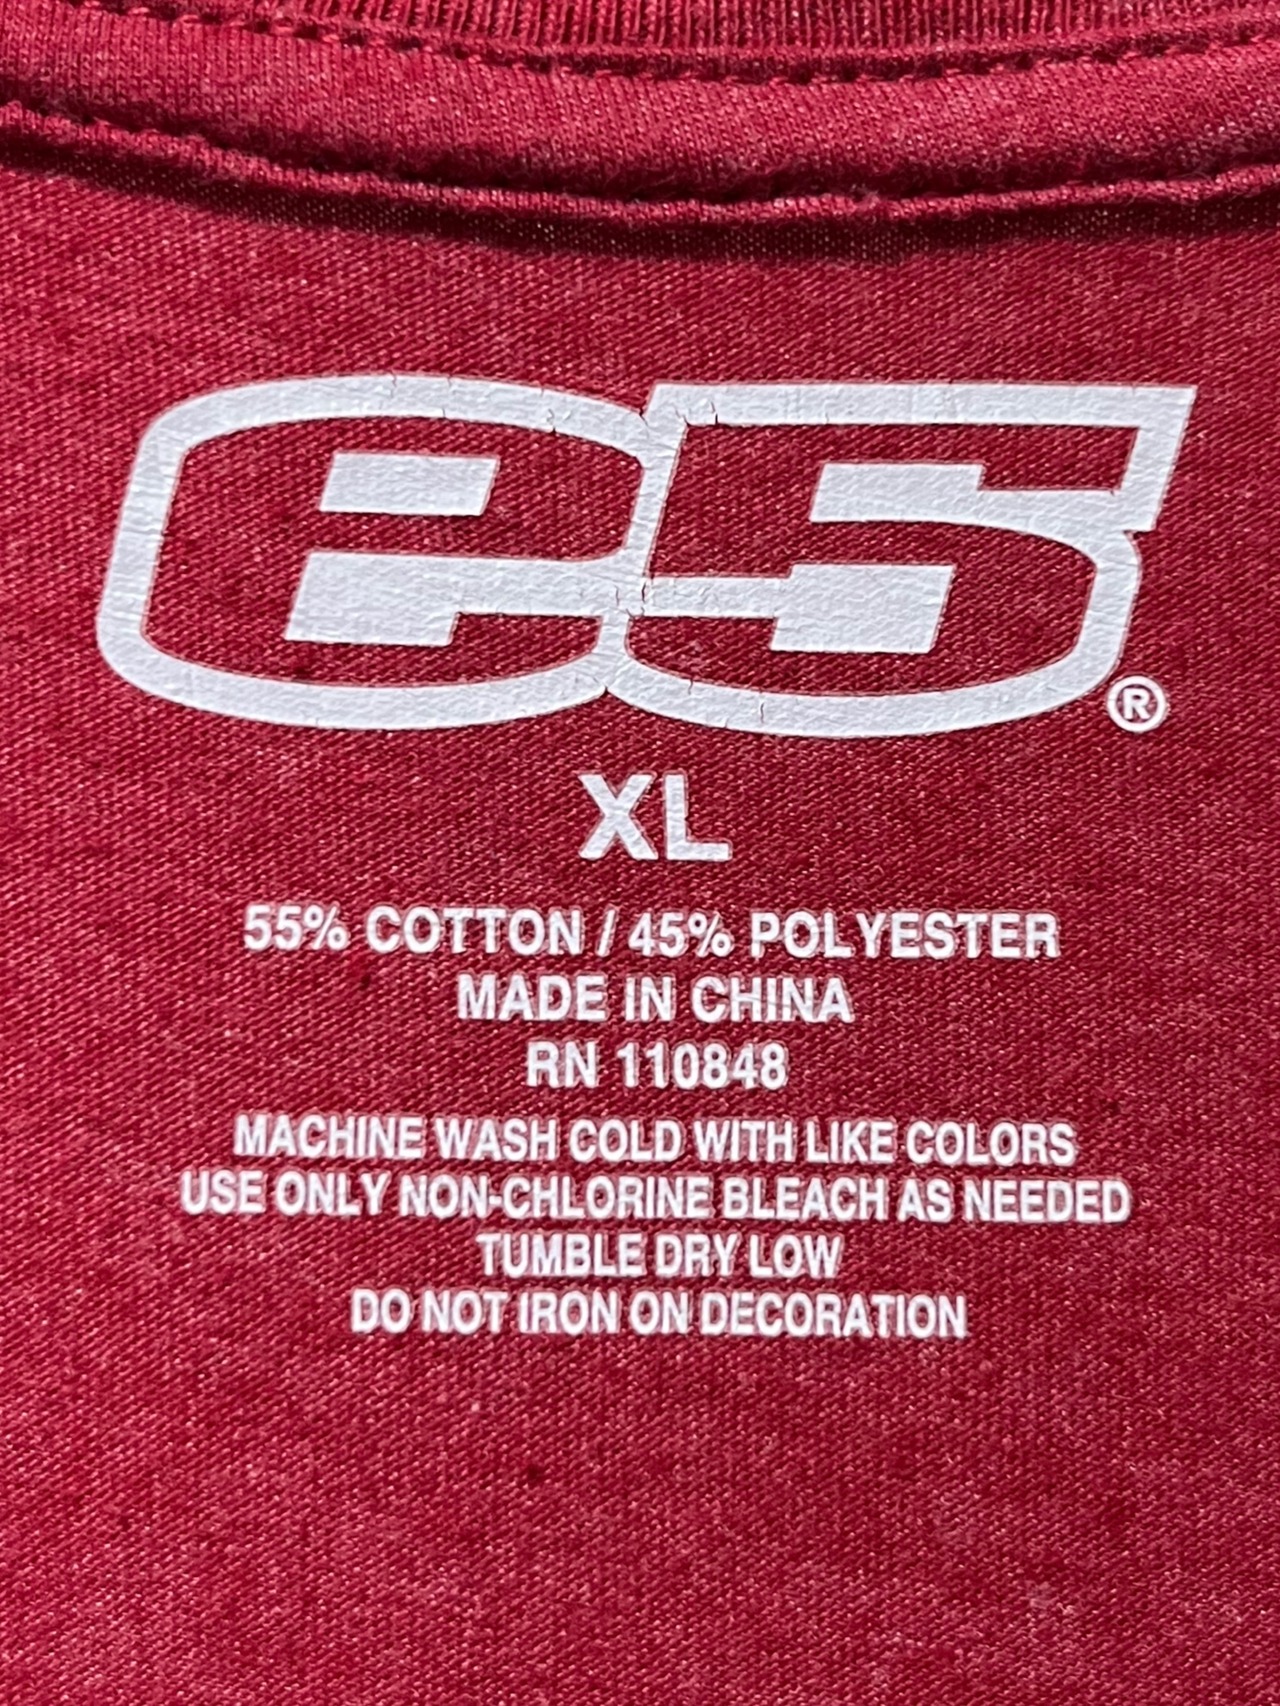 e5®
XL
55% COTTON / 45% POLYESTER
MADE IN CHINA
RN 110848
MACHINE WASH COLD WITH LIKE COLORS
USE ONLY NON-CHLORINE BLEACH AS NEEDED
TUMBLE DRY LOW
DO NOT IRON ON DECORATION